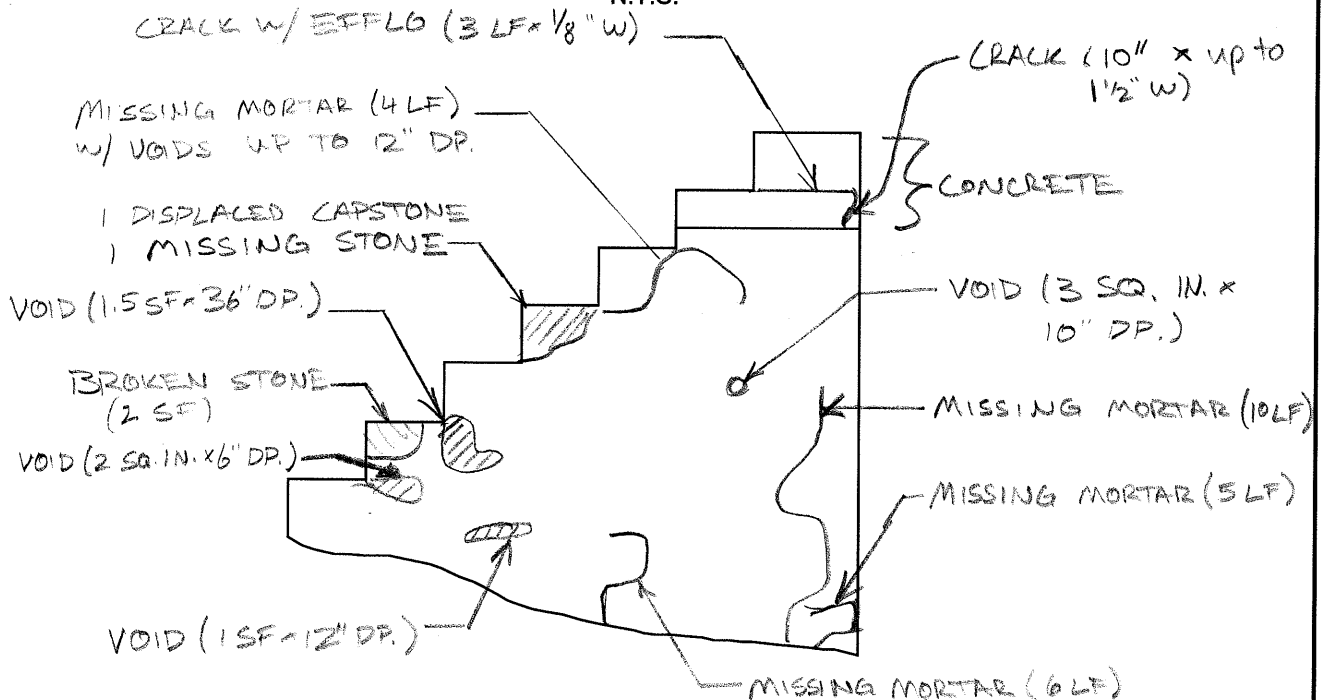 N.T.S.
CRACK W/ EFFLO (3 LF x 1/8" W)
CRACK (10" x up to
1 1/2" W)
MISSING MORTAR (4 LF)
W/ VOIDS UP TO 12" DP.
CONCRETE
1 DISPLACED CAPSTONE
1 MISSING STONE
VOID (1.5 SF x 36" DP.)
VOID (3 SQ. IN. x
10" DP.)
BROKEN STONE
(2 SF)
MISSING MORTAR (10 LF)
VOID (2 SQ. IN. x 6" DP.)
MISSING MORTAR (5 LF)
VOID (1 SF x 12" DP.)
MISSING MORTAR (6 LF)